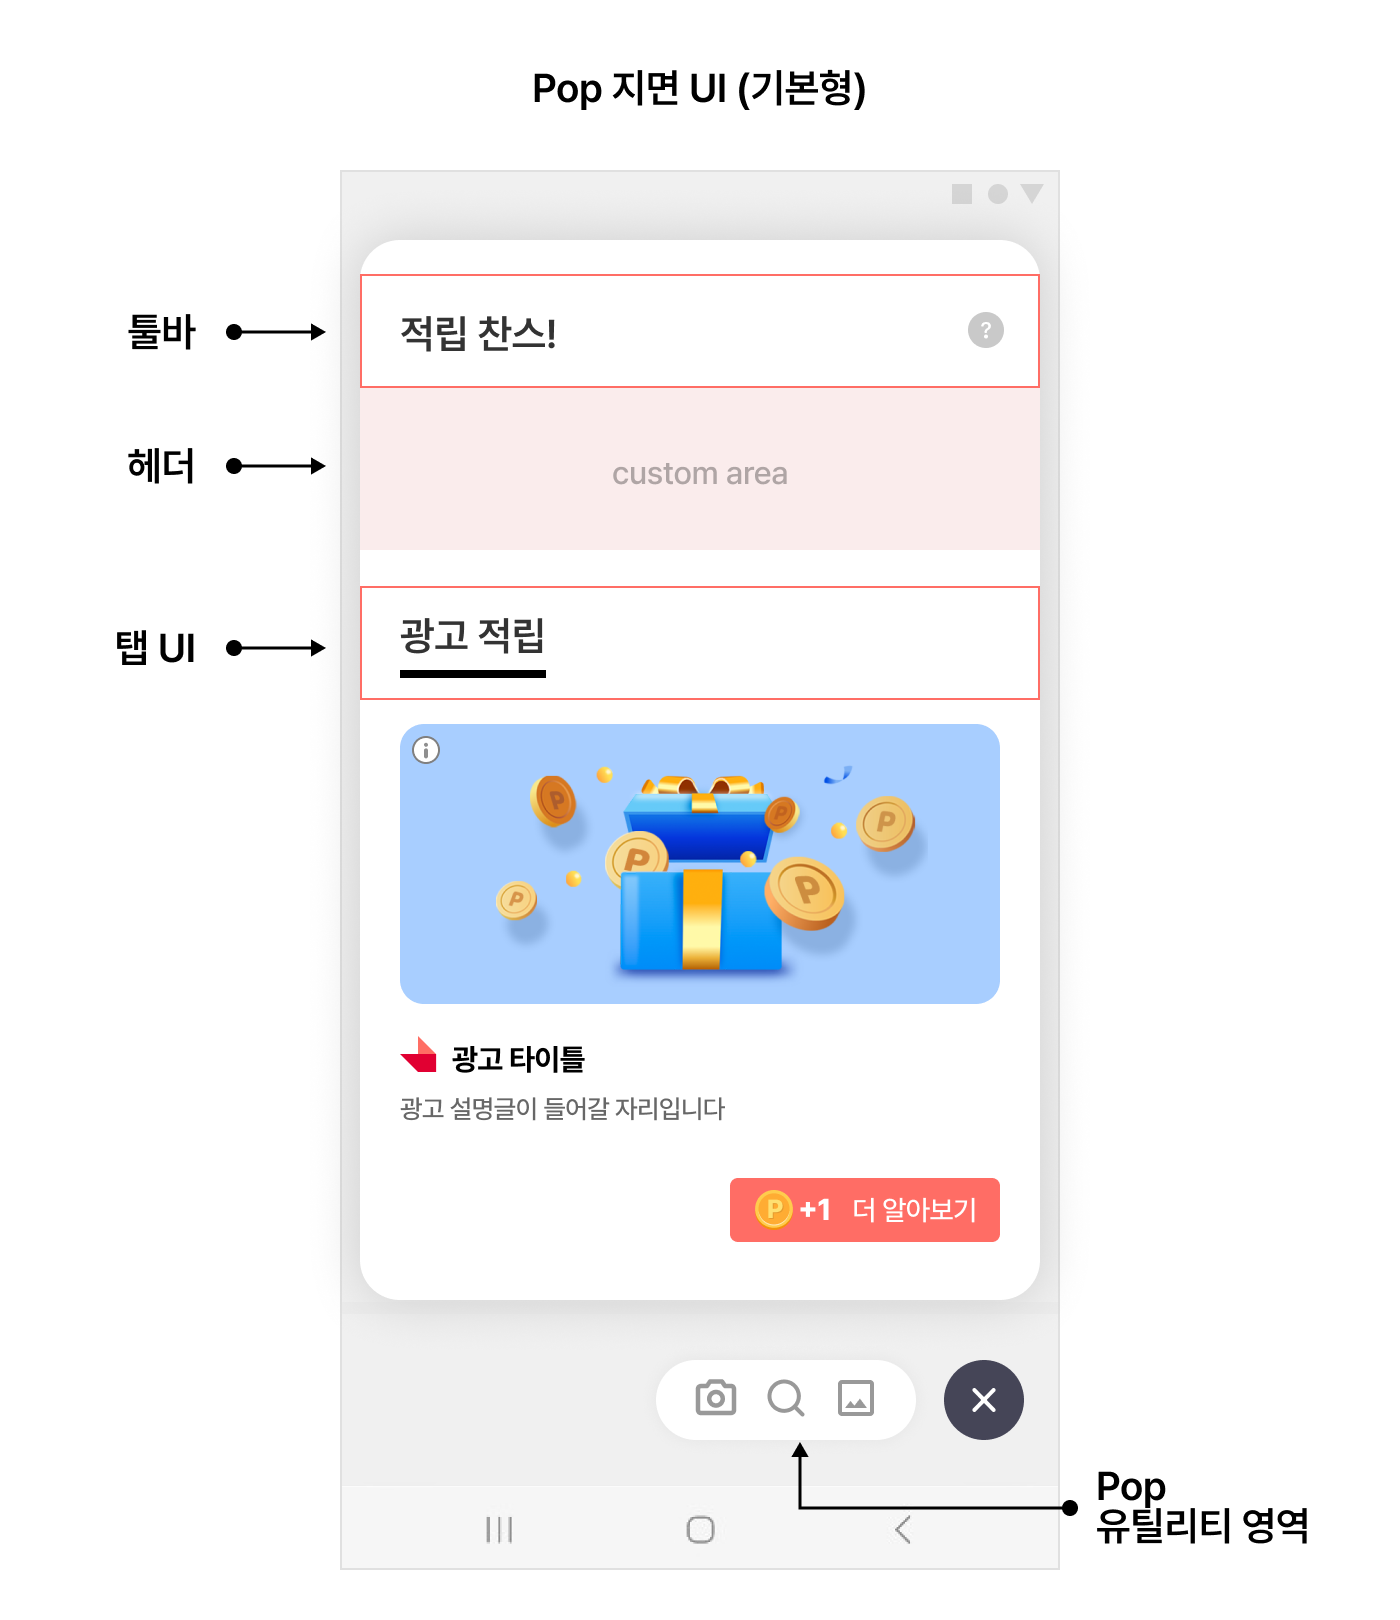 Pop 지면 UI (기본형)
툴바
적립 찬스!
?
헤더
custom area
탭 UI
광고 적립
P
P
P
P
P
P
광고 타이틀
광고 설명글이 들어갈 자리입니다
P +1 더 알아보기
Pop
유틸리티 영역